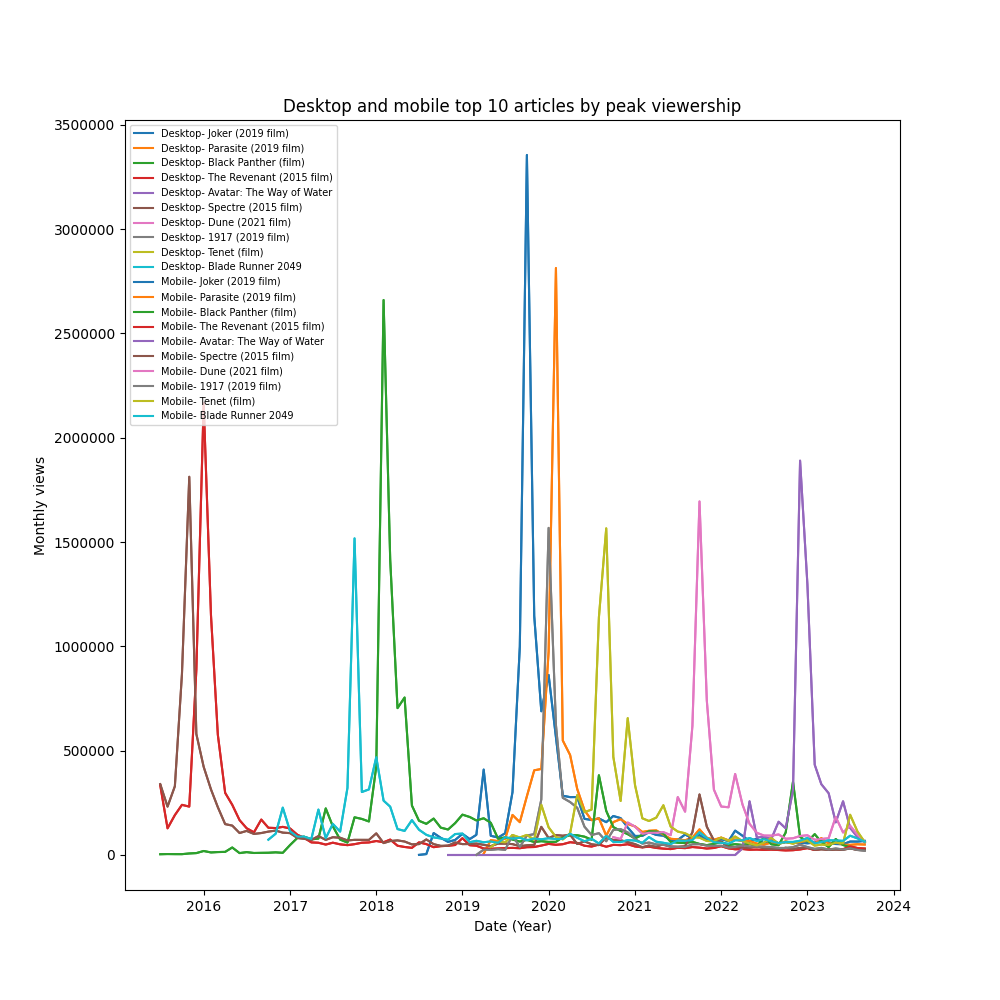 Desktop and mobile top 10 articles by peak viewership
3500000
3000000
2500000
2000000
1500000
1000000
500000
0
Monthly views
Desktop- Joker (2019 film)
Desktop- Parasite (2019 film)
Desktop- Black Panther (film)
Desktop- The Revenant (2015 film)
Desktop- Avatar: The Way of Water
Desktop- Spectre (2015 film)
Desktop- Dune (2021 film)
Desktop- 1917 (2019 film)
Desktop- Tenet (film)
Desktop- Blade Runner 2049
Mobile- Joker (2019 film)
Mobile- Parasite (2019 film)
Mobile- Black Panther (film)
Mobile- The Revenant (2015 film)
Mobile- Avatar: The Way of Water
Mobile- Spectre (2015 film)
Mobile- Dune (2021 film)
Mobile- 1917 (2019 film)
Mobile- Tenet (film)
Mobile- Blade Runner 2049
2016 2017 2018 2019 2020 2021 2022 2023 2024
Date (Year)